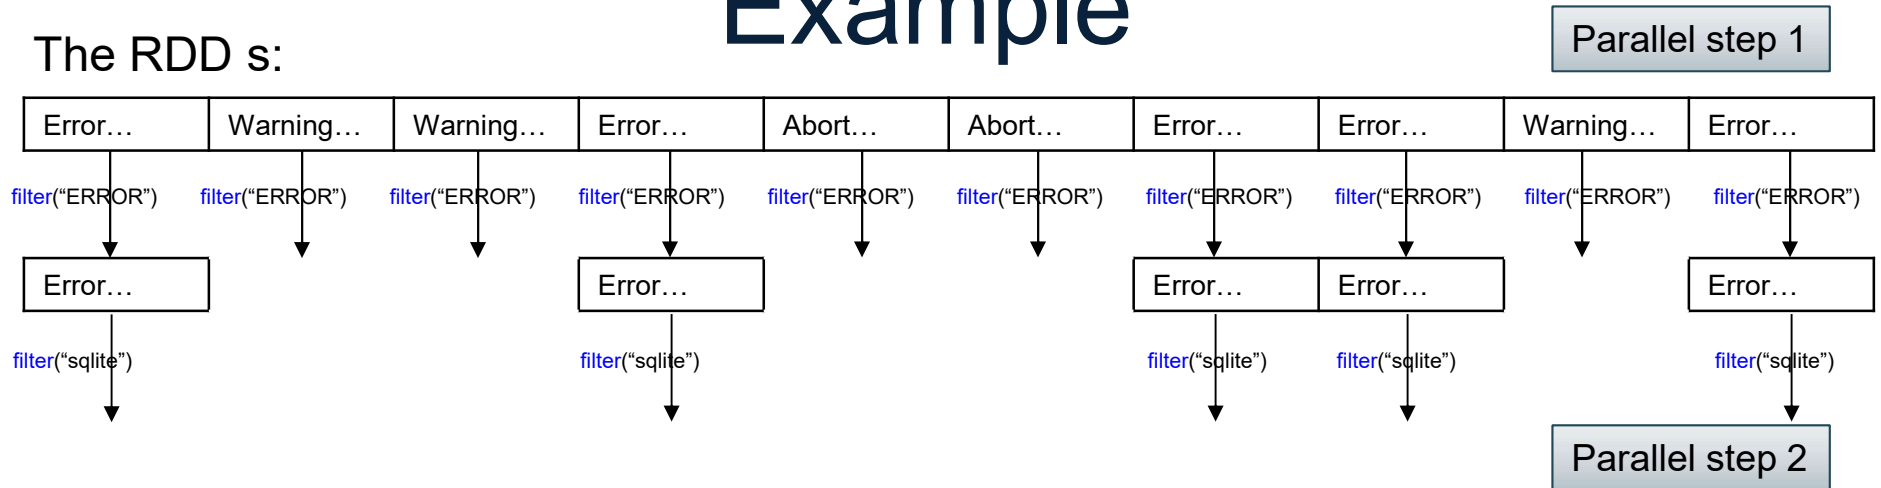 Example
The RDD s:
Parallel step 1
Error… Warning… Warning… Error… Abort… Abort… Error… Error… Warning… Error…
filter(“ERROR”) filter(“ERROR”) filter(“ERROR”) filter(“ERROR”) filter(“ERROR”) filter(“ERROR”) filter(“ERROR”) filter(“ERROR”) filter(“ERROR”) filter(“ERROR”)
Error… Error… Error… Error… Error…
filter(“sqlite”) filter(“sqlite”) filter(“sqlite”) filter(“sqlite”) filter(“sqlite”)
Parallel step 2